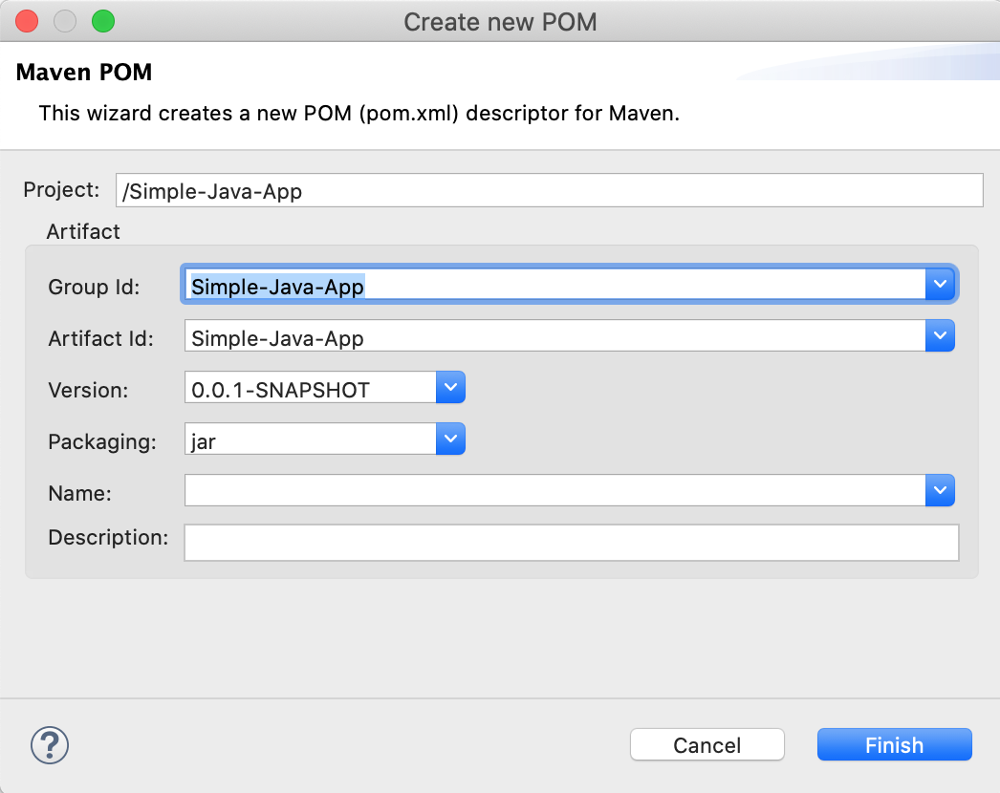 Create new POM
Maven POM
This wizard creates a new POM (pom.xml) descriptor for Maven.
Project: /Simple-Java-App
Artifact
Group Id: Simple-Java-App
Artifact Id: Simple-Java-App
Version: 0.0.1-SNAPSHOT
Packaging: jar
Name:
Description:
? Cancel Finish